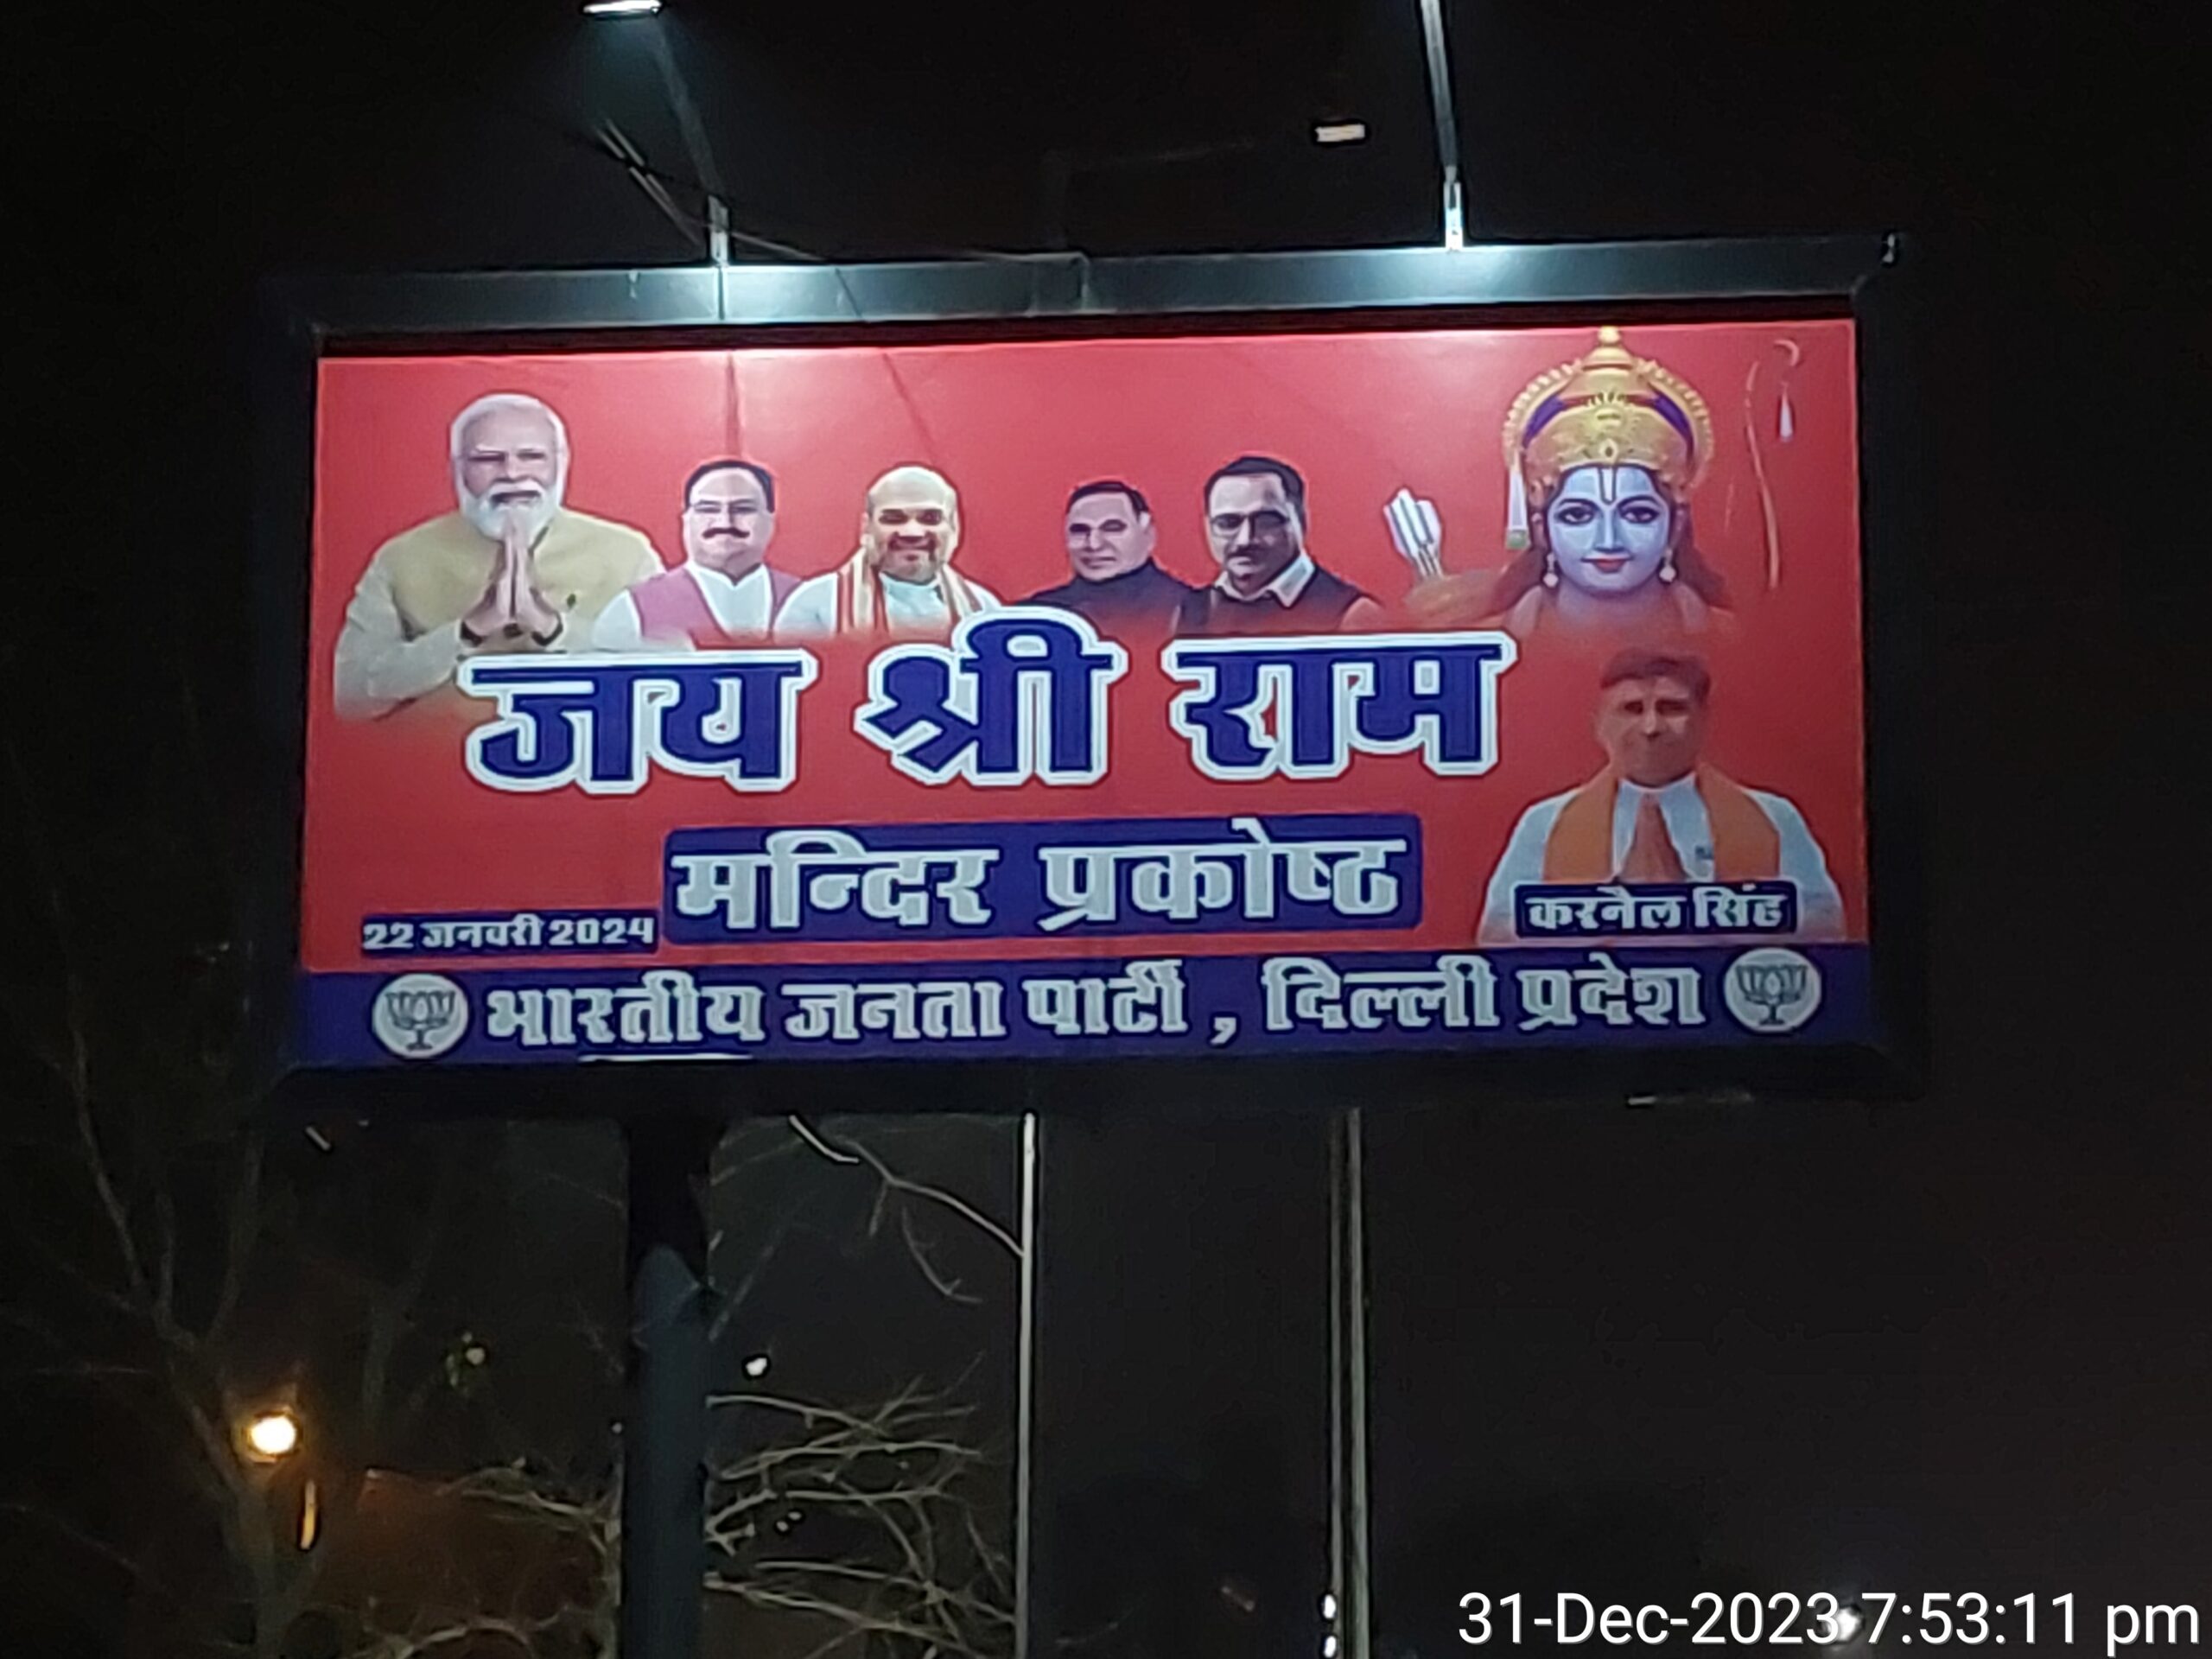 जय श्री राम
मन्दिर प्रकोष्ठ
22 जनवरी 2024
करनैल सिंह
भारतीय जनता पार्टी , दिल्ली प्रदेश
31-Dec-2023 7:53:11 pm